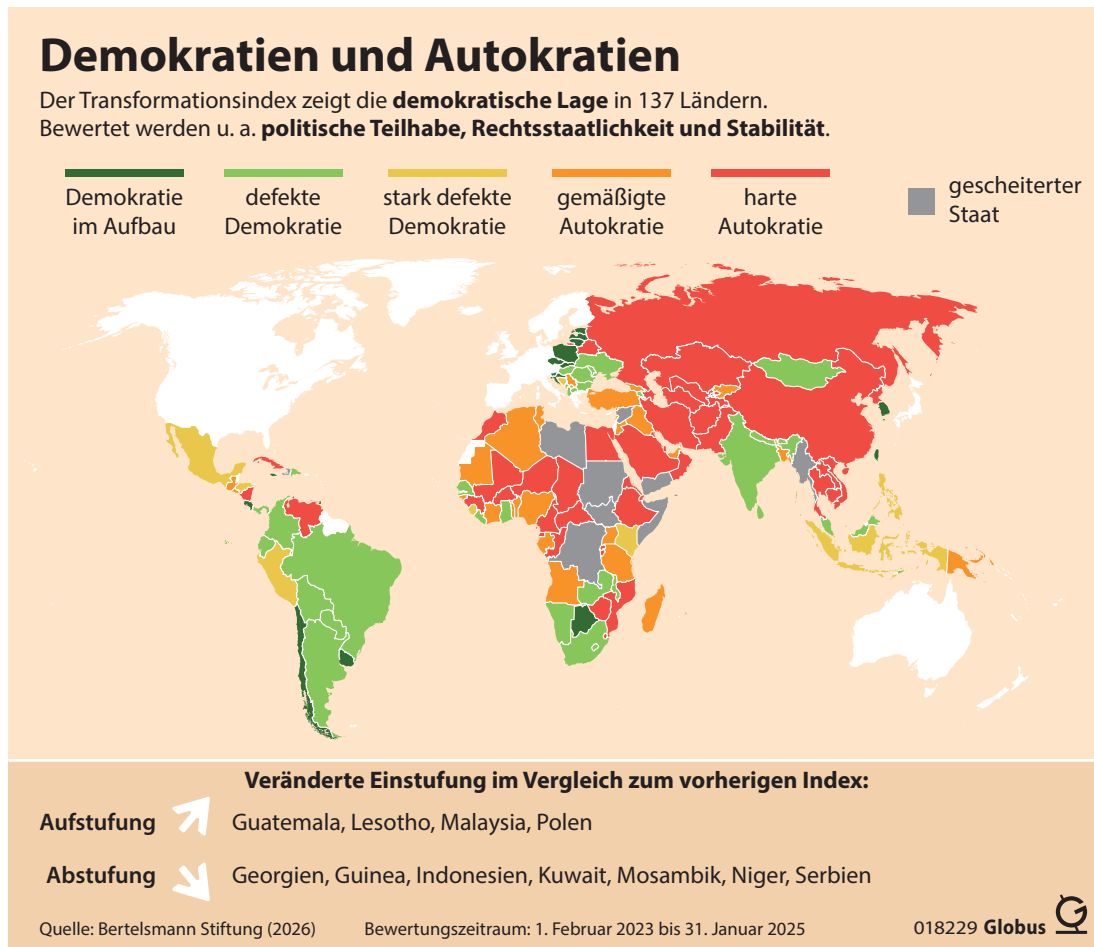 Demokratien und Autokratien
Der Transformationsindex zeigt die demokratische Lage in 137 Ländern.
Bewertet werden u. a. politische Teilhabe, Rechtsstaatlichkeit und Stabilität.
Demokratie
im Aufbau
defekte
Demokratie
stark defekte
Demokratie
gemäßigte
Autokratie
harte
Autokratie
gescheiterter
Staat
Veränderte Einstufung im Vergleich zum vorherigen Index:
Aufstufung Guatemala, Lesotho, Malaysia, Polen
Abstufung Georgien, Guinea, Indonesien, Kuwait, Mosambik, Niger, Serbien
Quelle: Bertelsmann Stiftung (2026) Bewertungszeitraum: 1. Februar 2023 bis 31. Januar 2025 018229 Globus